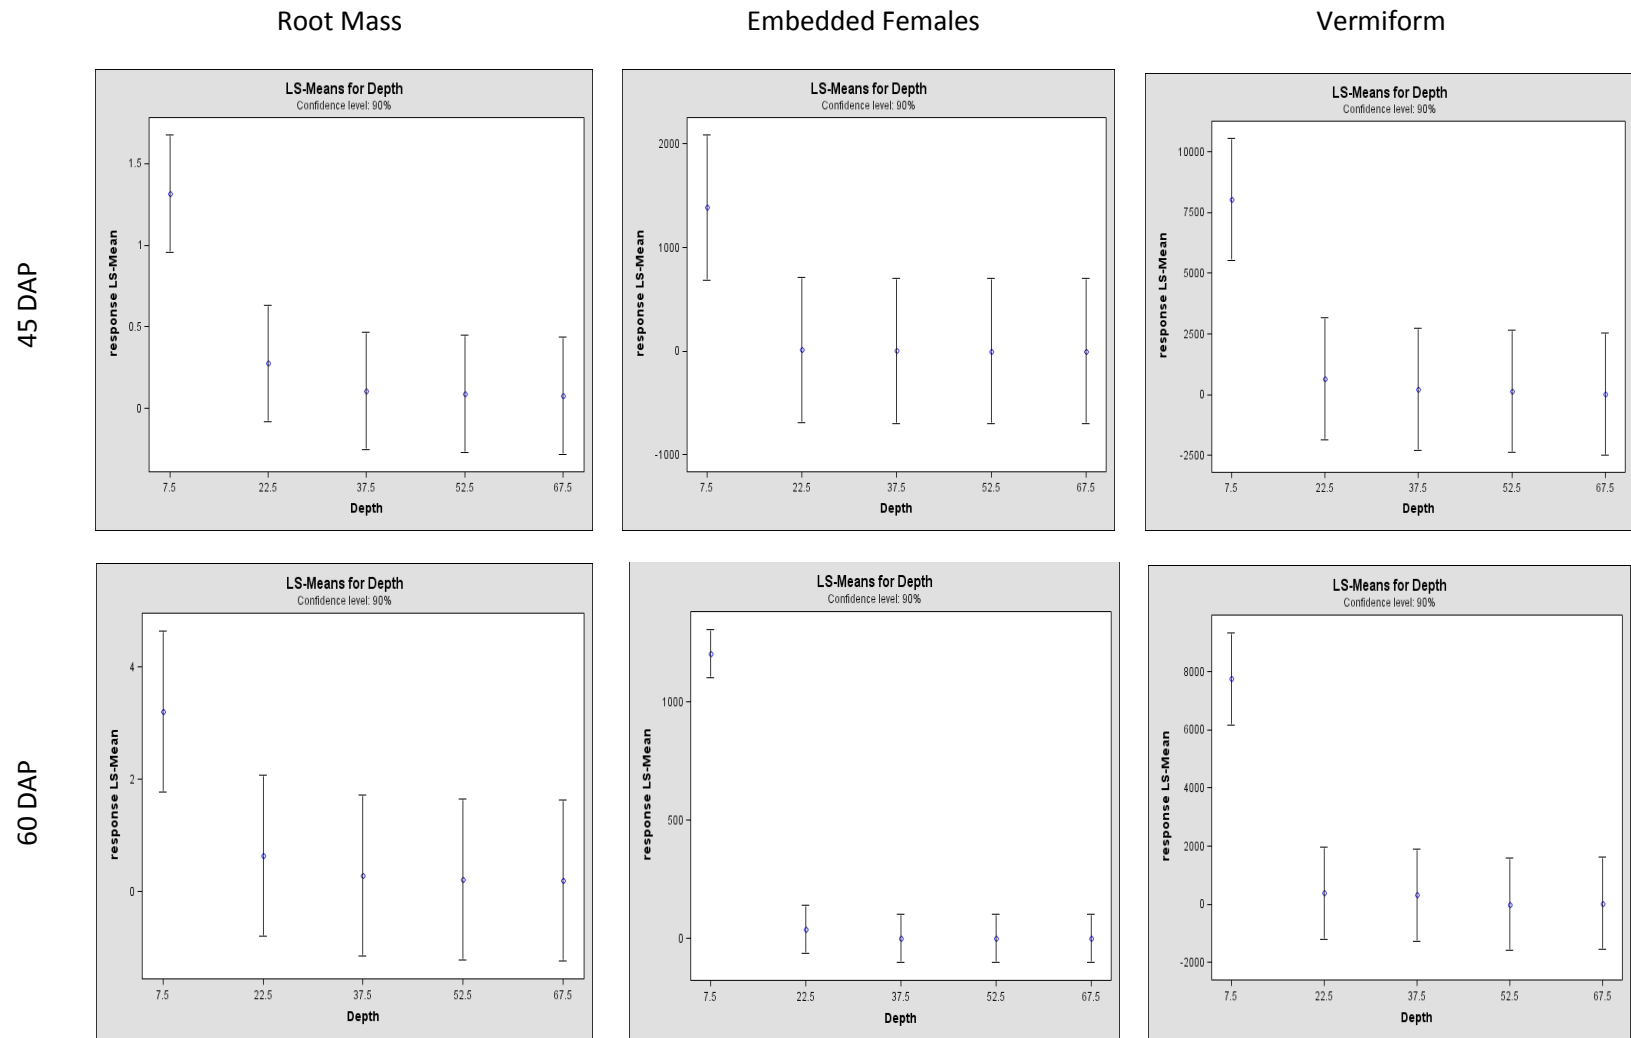 Root Mass
Embedded Females
Vermiform
45 DAP
LS-Means for Depth
Confidence level: 90%
response LS-Mean
1.5
1
0.5
0
7.5 22.5 37.5 52.5 67.5
Depth
LS-Means for Depth
Confidence level: 90%
response LS-Mean
2000
1000
0
-1000
7.5 22.5 37.5 52.5 67.5
Depth
LS-Means for Depth
Confidence level: 90%
response LS-Mean
10000
7500
5000
2500
0
-2500
7.5 22.5 37.5 52.5 67.5
Depth
60 DAP
LS-Means for Depth
Confidence level: 90%
response LS-Mean
4
2
0
7.5 22.5 37.5 52.5 67.5
Depth
LS-Means for Depth
Confidence level: 90%
response LS-Mean
1000
500
0
7.5 22.5 37.5 52.5 67.5
Depth
LS-Means for Depth
Confidence level: 90%
response LS-Mean
8000
6000
4000
2000
0
-2000
7.5 22.5 37.5 52.5 67.5
Depth